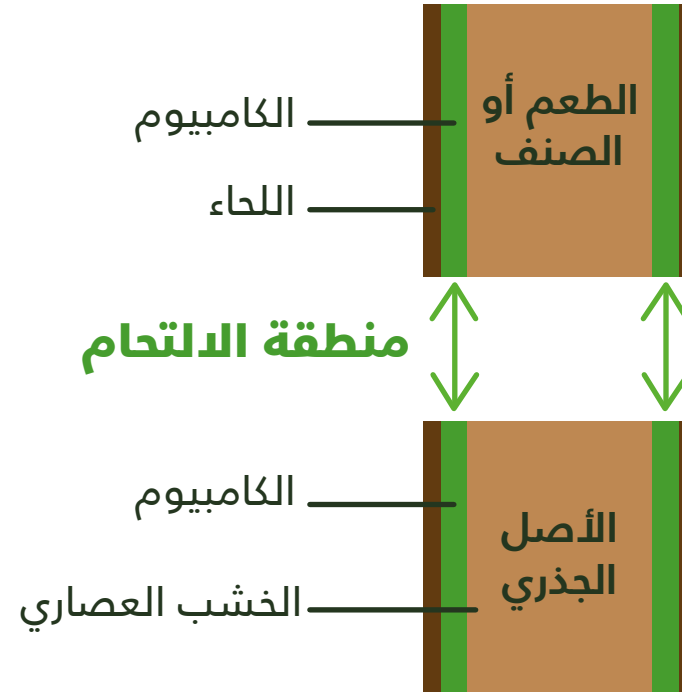 الطعم أو
الصنف
الكامبيوم
اللحاء
منطقة الالتحام
الكامبيوم
الأصل
الجذري
الخشب العصاري